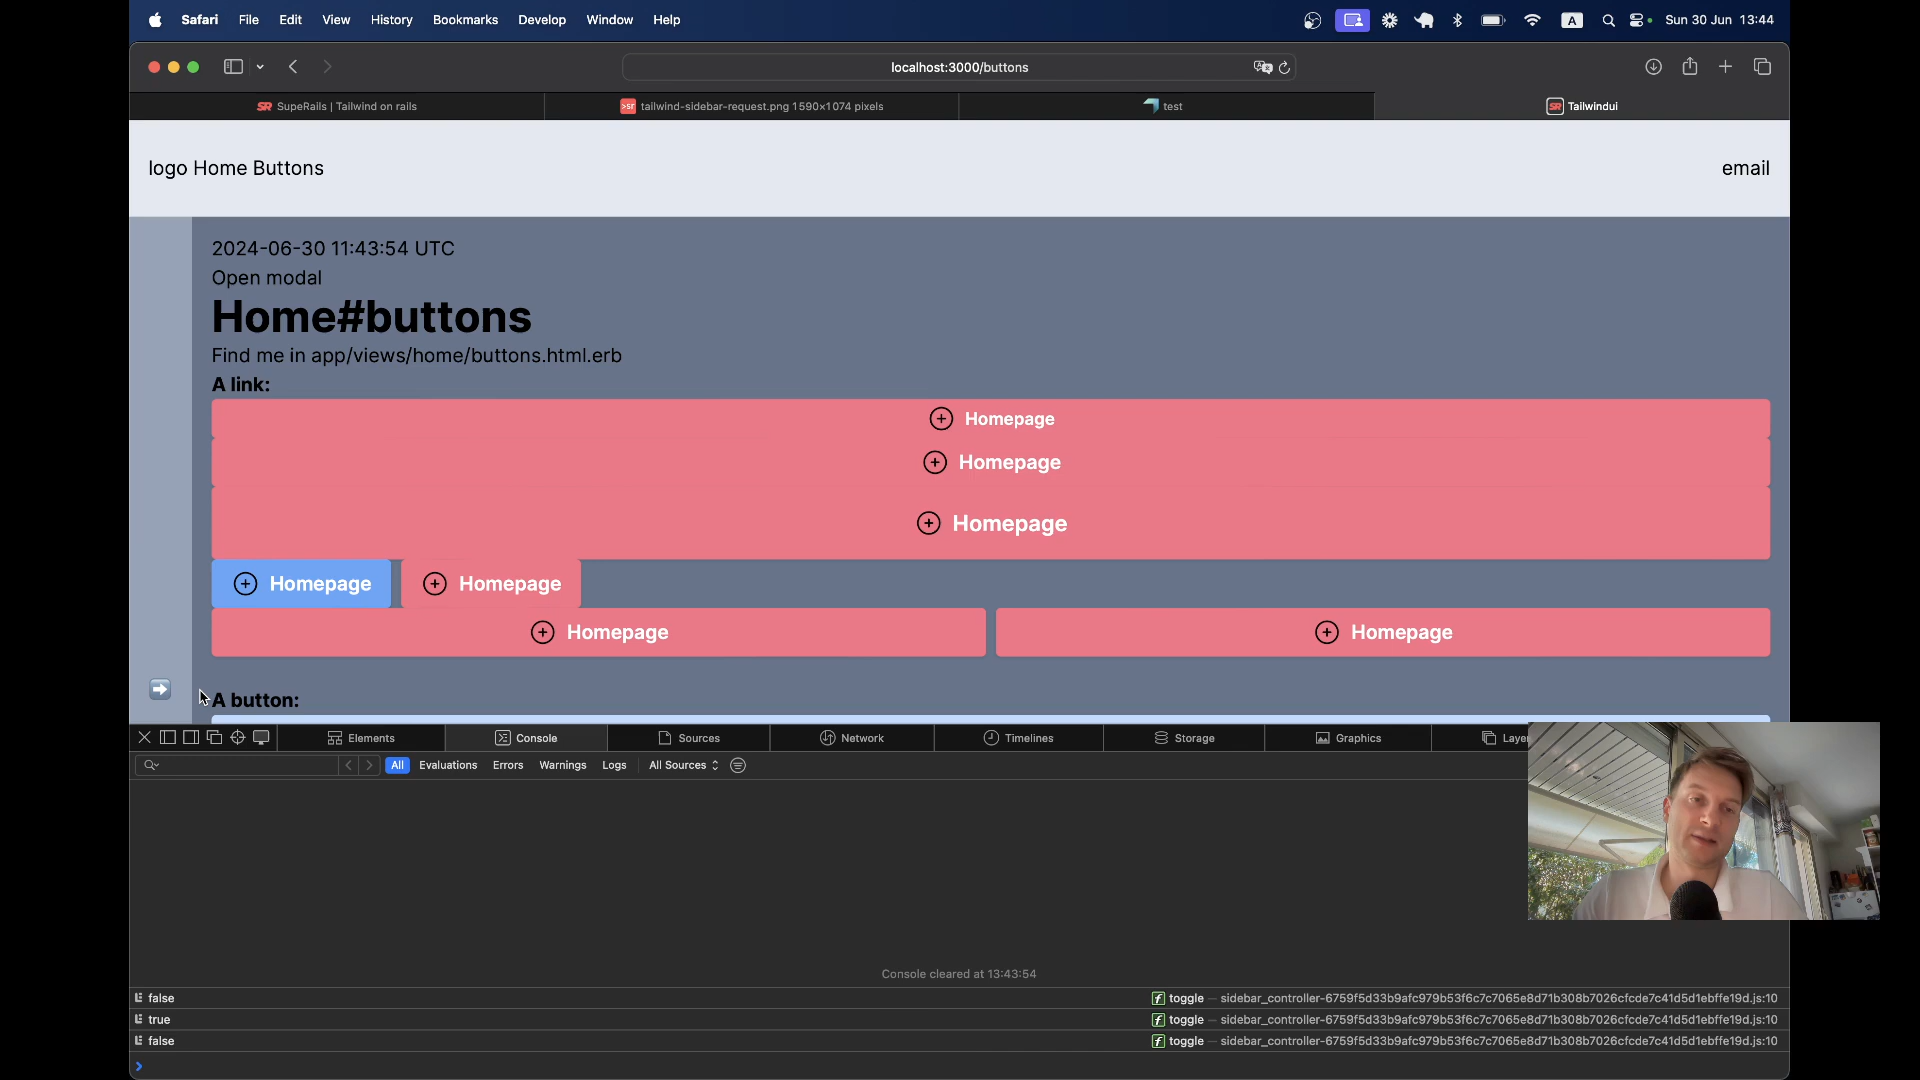 Safari File Edit View History Bookmarks Develop Window Help A Sun 30 Jun 13:44
localhost:3000/buttons
SR SupeRails | Tailwind on rails
>sr tailwind-sidebar-request.png 1590×1074 pixels
test
SR Tailwindui
logo Home Buttons email
2024-06-30 11:43:54 UTC
Open modal
Home#buttons
Find me in app/views/home/buttons.html.erb
A link:
Homepage
Homepage
Homepage
Homepage Homepage
Homepage Homepage
A button:
Elements Console Sources Network Timelines Storage Graphics
All Evaluations Errors Warnings Logs All Sources
Console cleared at 13:43:54
false f toggle — sidebar_controller-6759f5d33b9afc979b53f6c7c7065e8d71b308b7026cfcde7c41d5d1ebffe19d.js:10
true f toggle — sidebar_controller-6759f5d33b9afc979b53f6c7c7065e8d71b308b7026cfcde7c41d5d1ebffe19d.js:10
false f toggle — sidebar_controller-6759f5d33b9afc979b53f6c7c7065e8d71b308b7026cfcde7c41d5d1ebffe19d.js:10